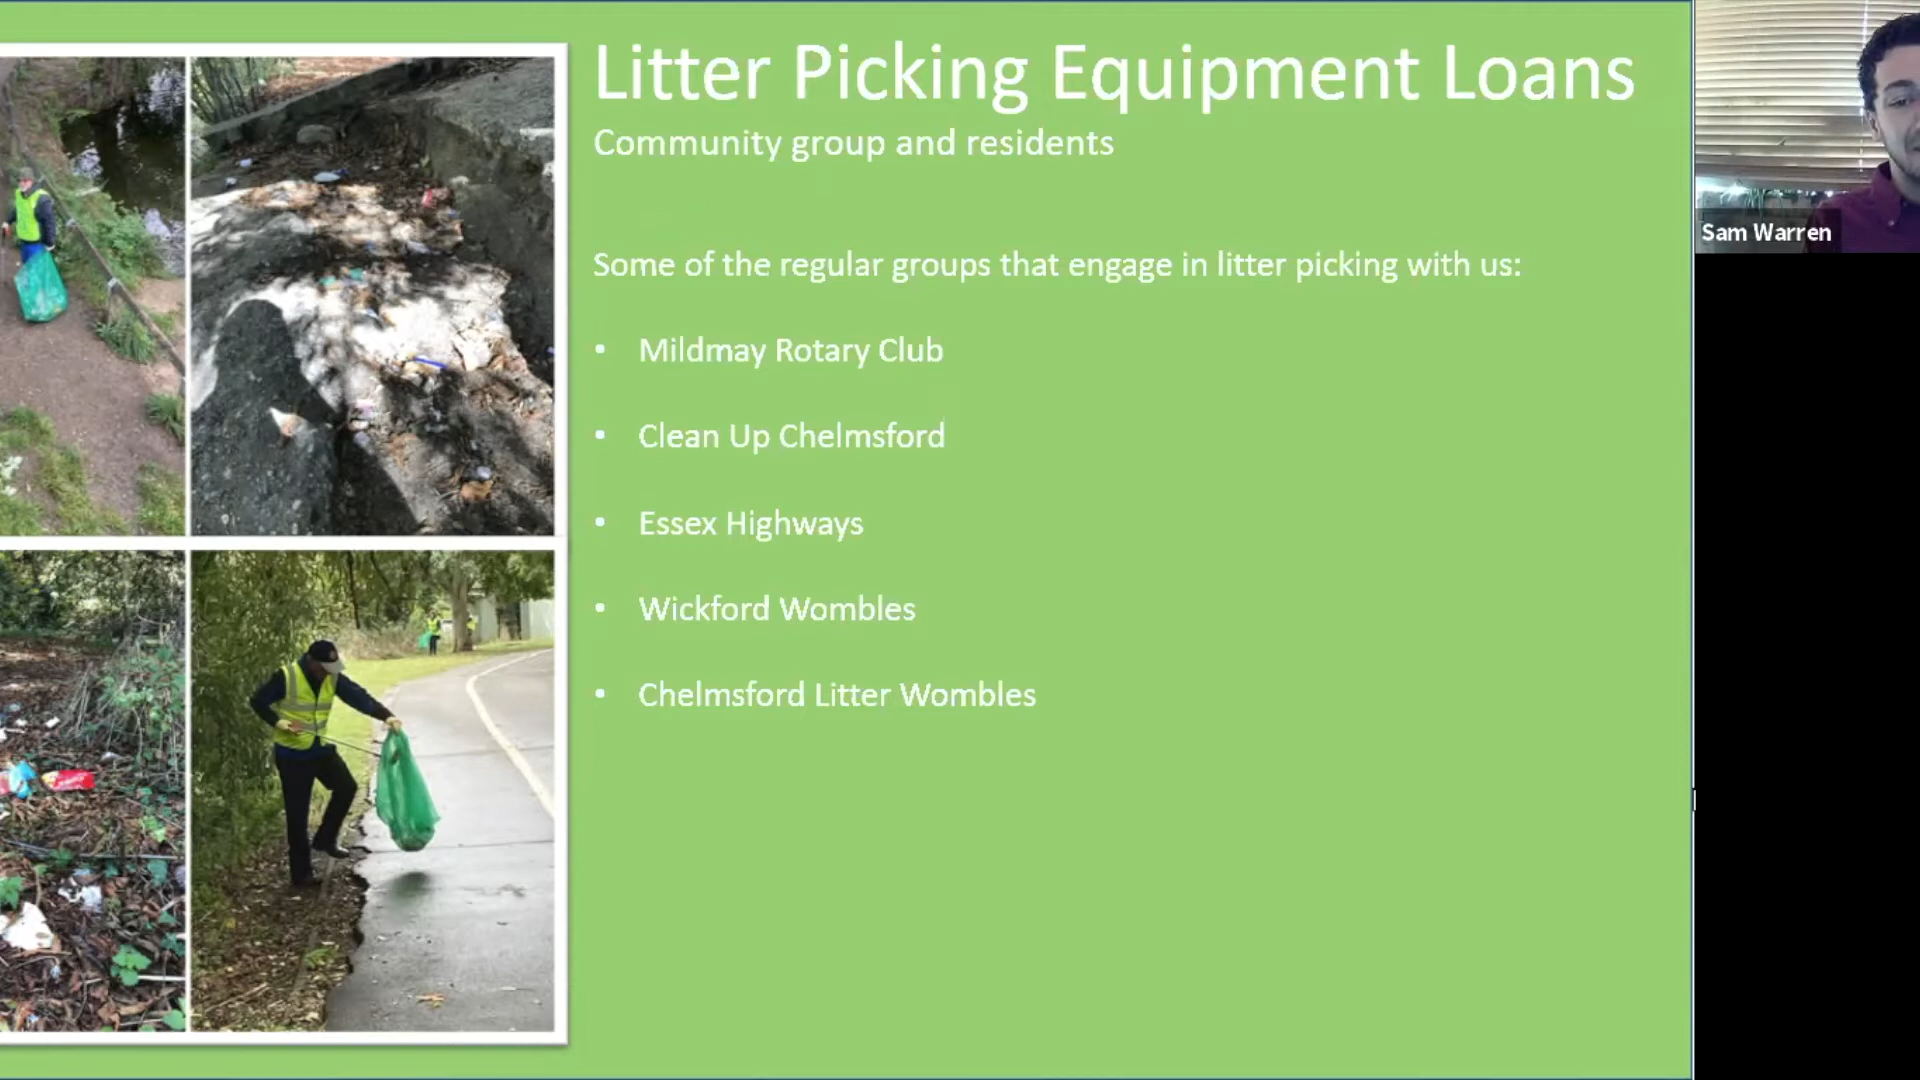 Litter Picking Equipment Loans
Community group and residents
Some of the regular groups that engage in litter picking with us:
• Mildmay Rotary Club
• Clean Up Chelmsford
• Essex Highways
• Wickford Wombles
• Chelmsford Litter Wombles
Sam Warren